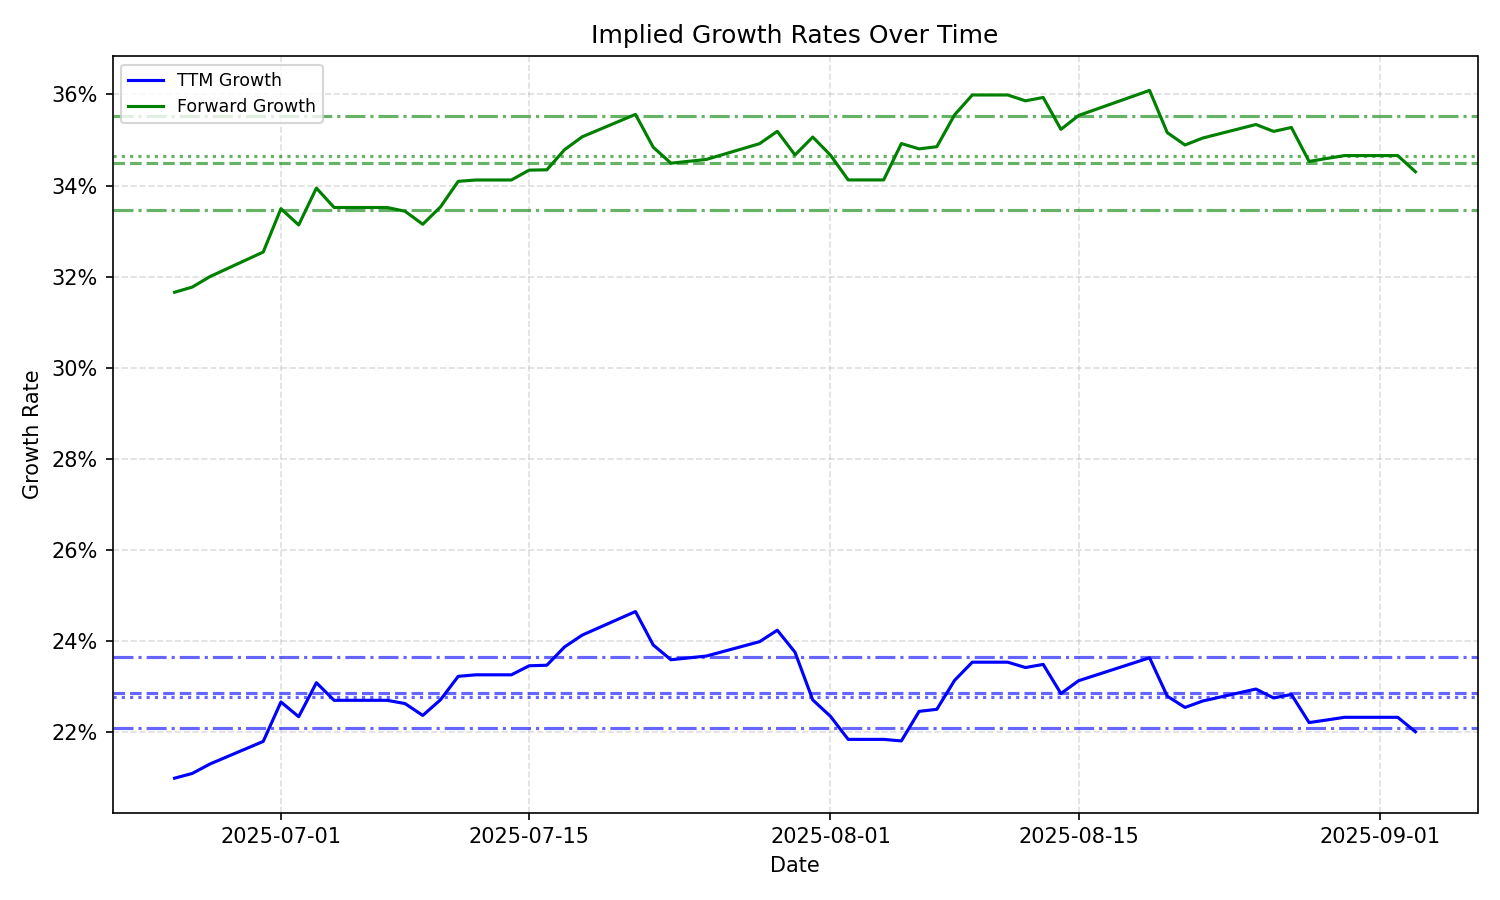 Implied Growth Rates Over Time
TTM Growth
Forward Growth
36%
34%
32%
30%
28%
26%
24%
22%
Growth Rate
2025-07-01
2025-07-15
2025-08-01
2025-08-15
2025-09-01
Date